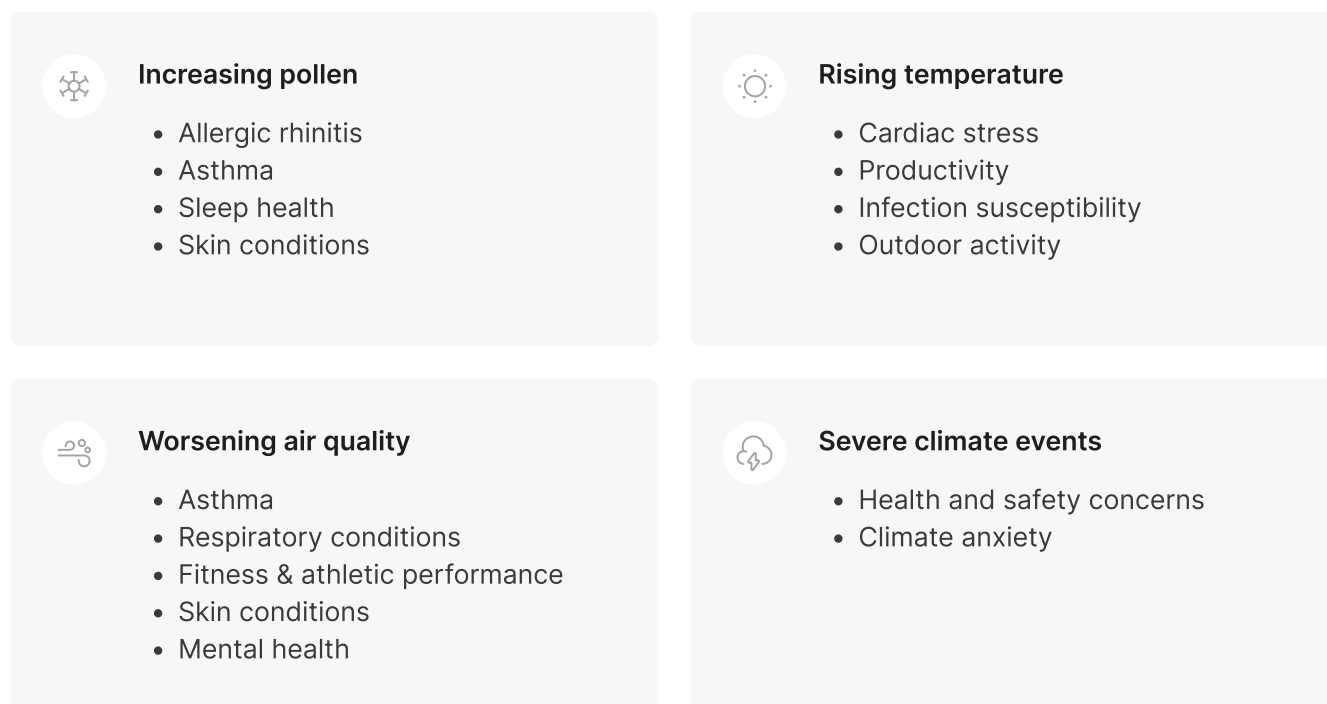 Increasing pollen
• Allergic rhinitis
• Asthma
• Sleep health
• Skin conditions
Rising temperature
• Cardiac stress
• Productivity
• Infection susceptibility
• Outdoor activity
Worsening air quality
• Asthma
• Respiratory conditions
• Fitness & athletic performance
• Skin conditions
• Mental health
Severe climate events
• Health and safety concerns
• Climate anxiety